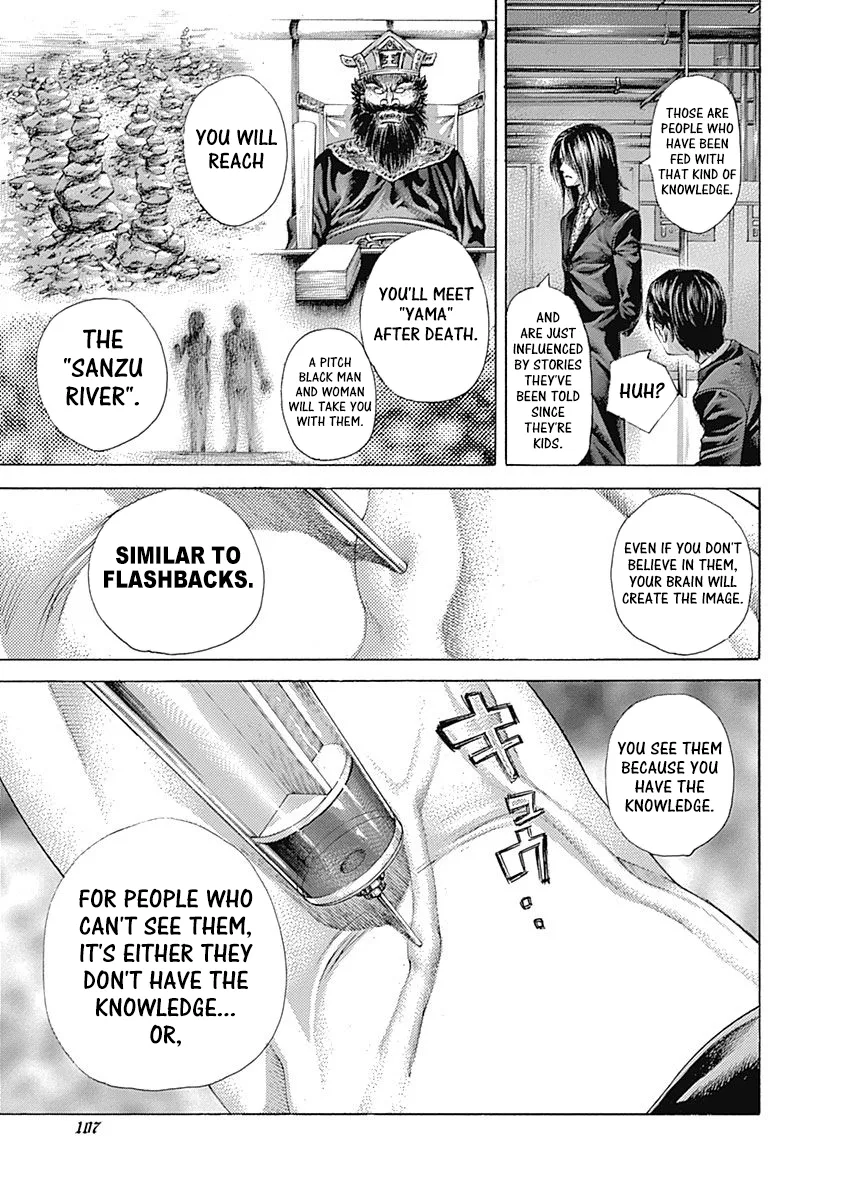 THOSE ARE
PEOPLE WHO
HAVE BEEN
FED WITH
THAT KIND OF
KNOWLEDGE.
HUH?
AND
ARE JUST
INFLUENCED
BY STORIES
THEY'VE
BEEN TOLD
SINCE
THEY'RE
KIDS.
YOU'LL MEET
"YAMA"
AFTER DEATH.
A PITCH
BLACK MAN
AND WOMAN
WILL TAKE YOU
WITH THEM.
YOU WILL
REACH
THE
"SANZU
RIVER".
EVEN IF YOU DON'T
BELIEVE IN THEM,
YOUR BRAIN WILL
CREATE THE IMAGE.
SIMILAR TO
FLASHBACKS.
YOU SEE THEM
BECAUSE YOU
HAVE THE
KNOWLEDGE.
キュウ..
FOR PEOPLE WHO
CAN'T SEE THEM,
IT'S EITHER THEY
DON'T HAVE THE
KNOWLEDGE...
OR,
107